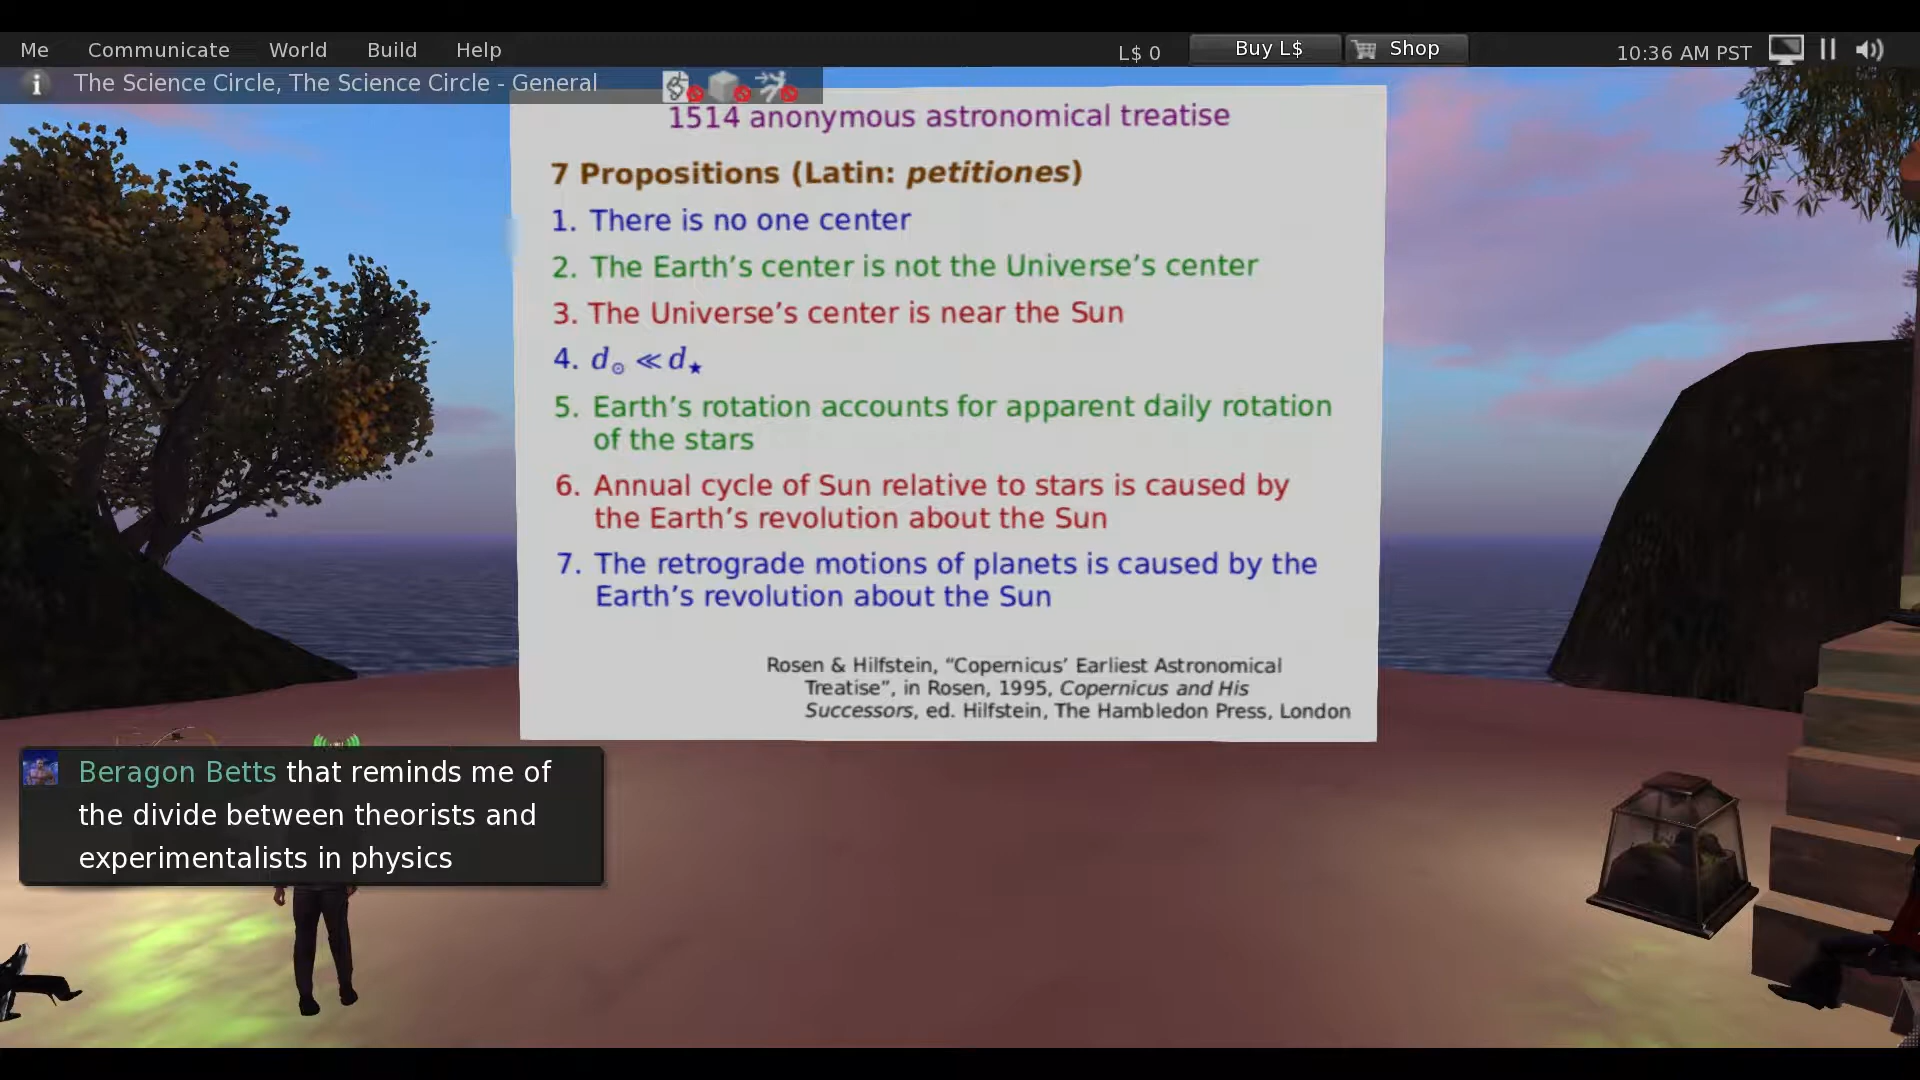 Me Communicate World Build Help L$ 0 Buy L$ Shop 10:36 AM PST
The Science Circle, The Science Circle - General
1514 anonymous astronomical treatise
7 Propositions (Latin: petitiones)
1. There is no one center
2. The Earth's center is not the Universe's center
3. The Universe's center is near the Sun
4. d☉ ≪ d★
5. Earth's rotation accounts for apparent daily rotation
of the stars
6. Annual cycle of Sun relative to stars is caused by
the Earth's revolution about the Sun
7. The retrograde motions of planets is caused by the
Earth's revolution about the Sun
Rosen & Hilfstein, “Copernicus’ Earliest Astronomical
Treatise”, in Rosen, 1995, Copernicus and His
Successors, ed. Hilfstein, The Hambledon Press, London
Beragon Betts that reminds me of
the divide between theorists and
experimentalists in physics